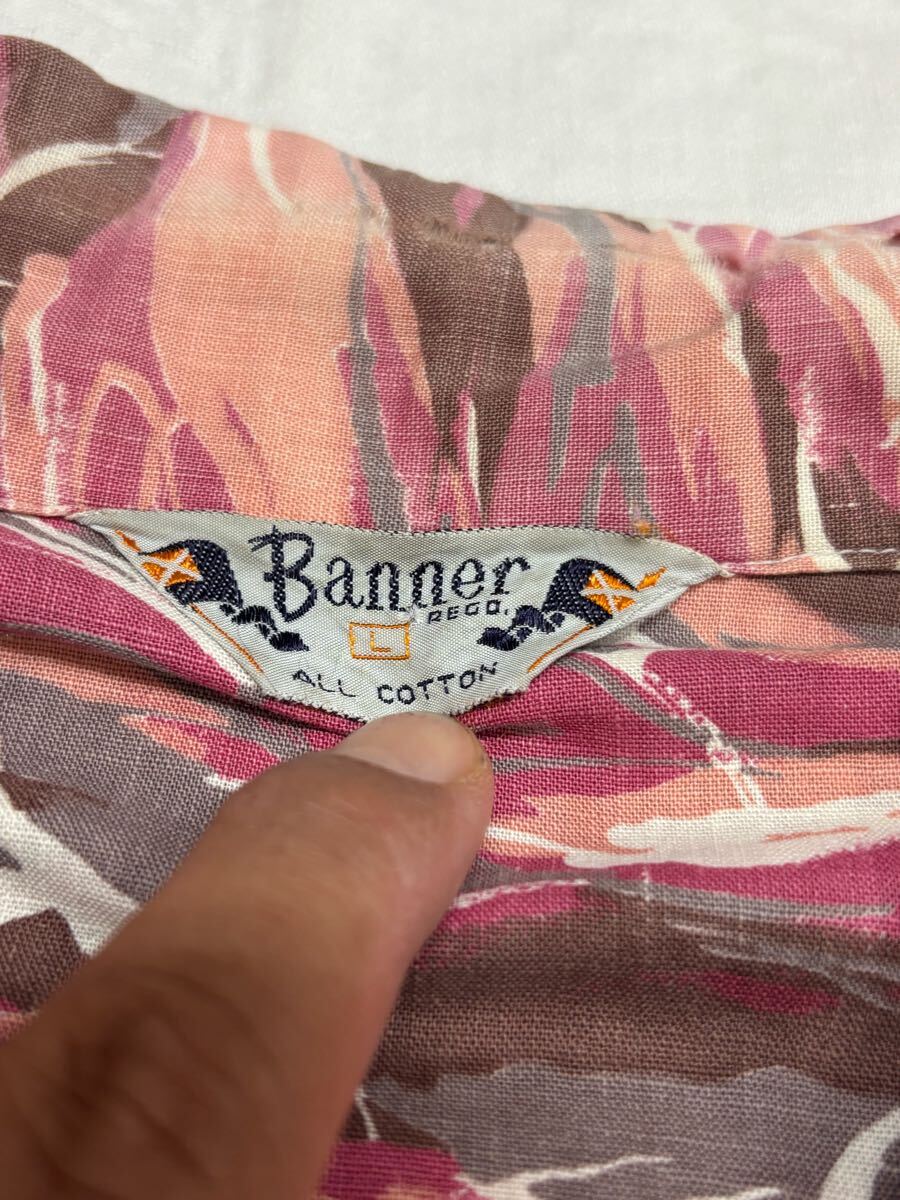 Banner
REGD.
L
ALL COTTON